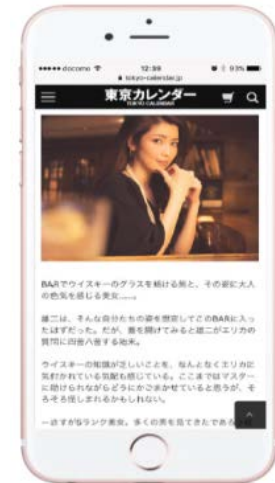 docomo 12:38 93%
tokyo-calendar.jp
東京カレンダー
TOKYO CALENDAR
BARでウイスキーのグラスを傾ける男と、その姿に大人
の色気を感じる美女……。
雄二は、そんな自分たちの姿を想定してこのBARに入っ
たはずだった。だが、蓋を開けてみると雄二がエリカの
質問に四苦八苦する始末。
ウイスキーの知識が乏しいことを、なんとなくエリカに
気付かれている気配も感じている。ここまではマスター
に助けられながらどうにかごまかせていると思うが、そ
ろそろ怪しまれるかもしれない。
さすがSランク美女。多くの男を見てきたである